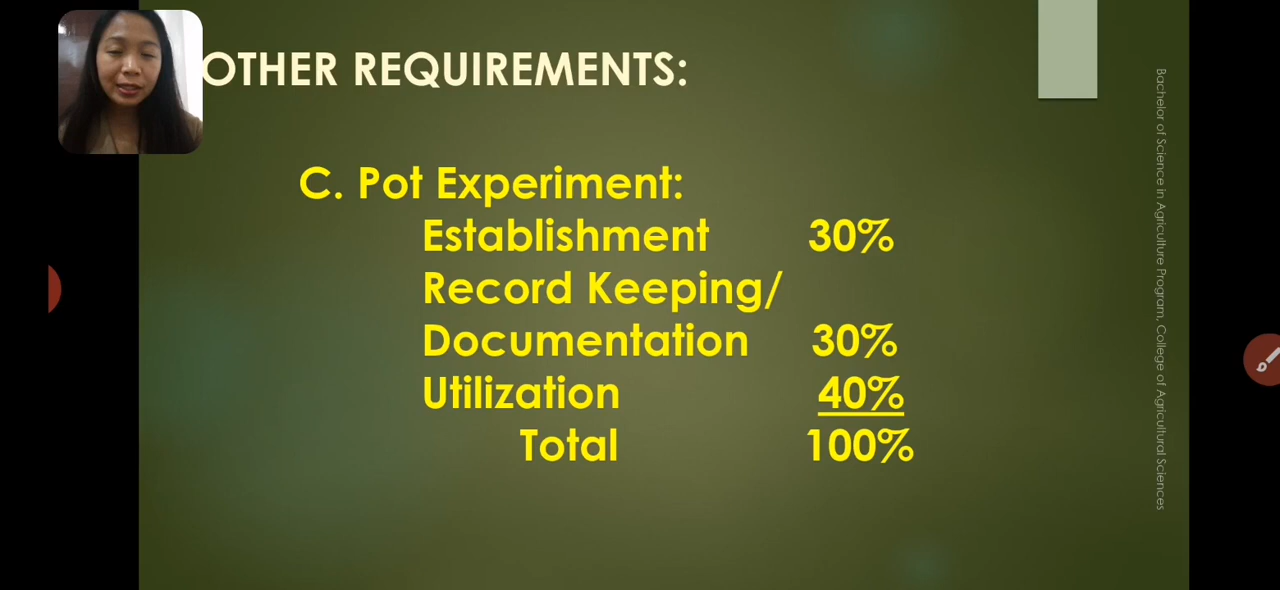 OTHER REQUIREMENTS:
C. Pot Experiment:
Establishment 30%
Record Keeping/
Documentation 30%
Utilization 40%
Total 100%
Bachelor of Science in Agriculture Program, College of Agricultural Sciences